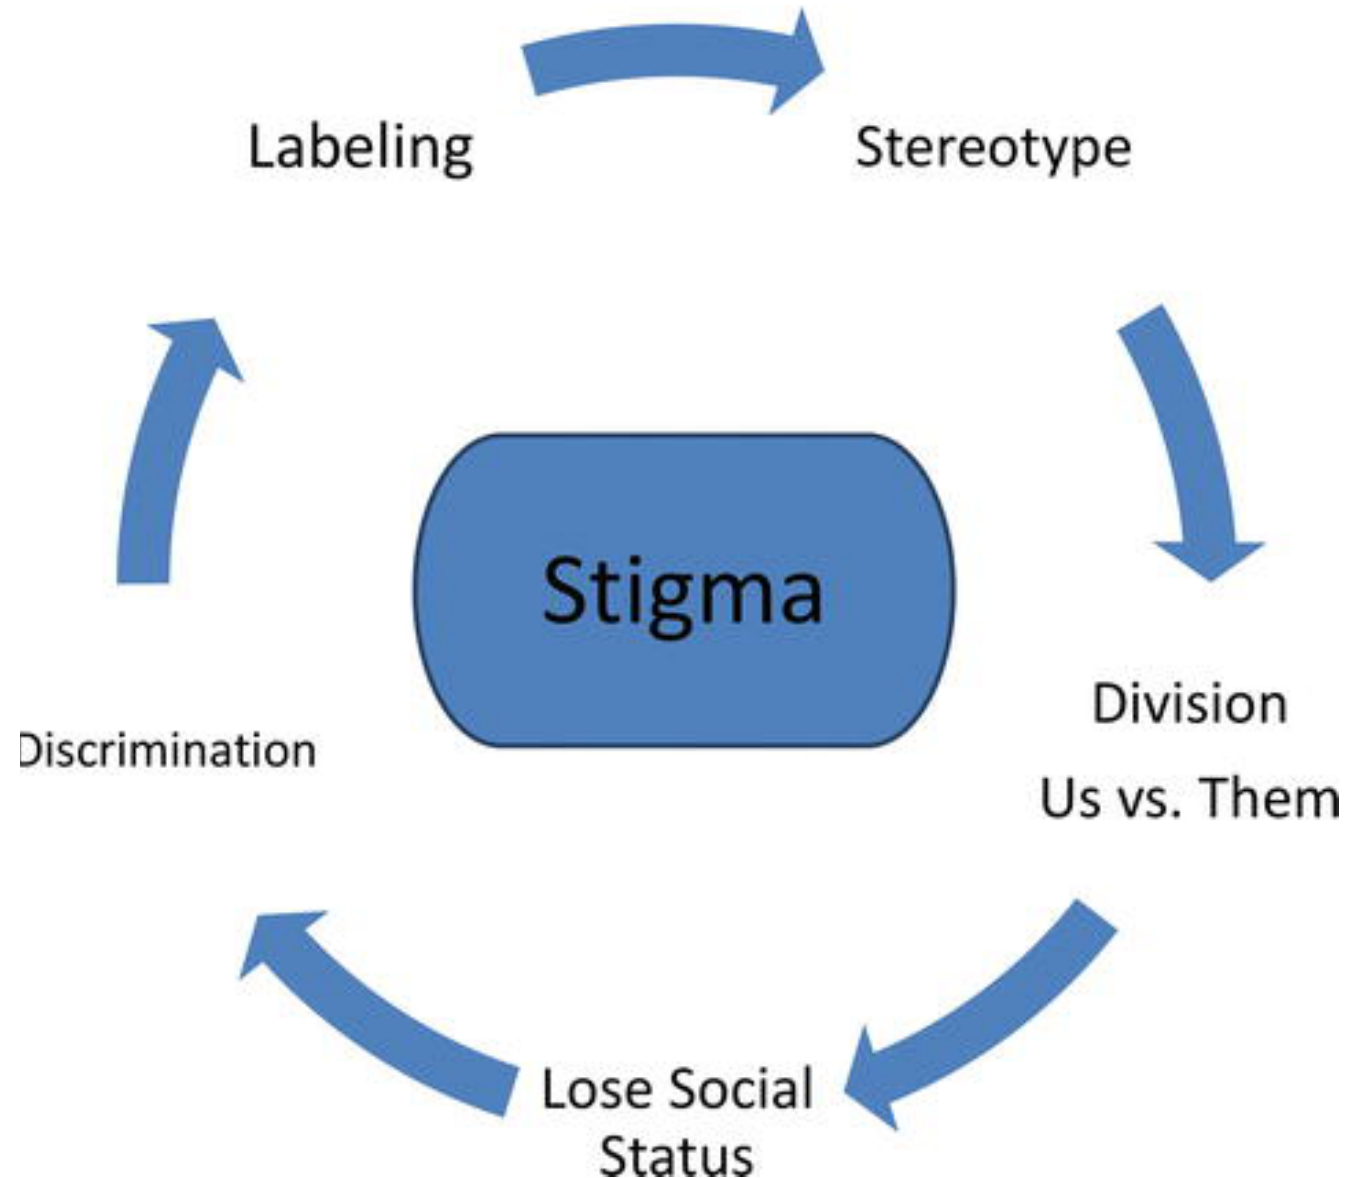 Labeling
Stereotype
Stigma
Division
Us vs. Them
Discrimination
Lose Social
Status